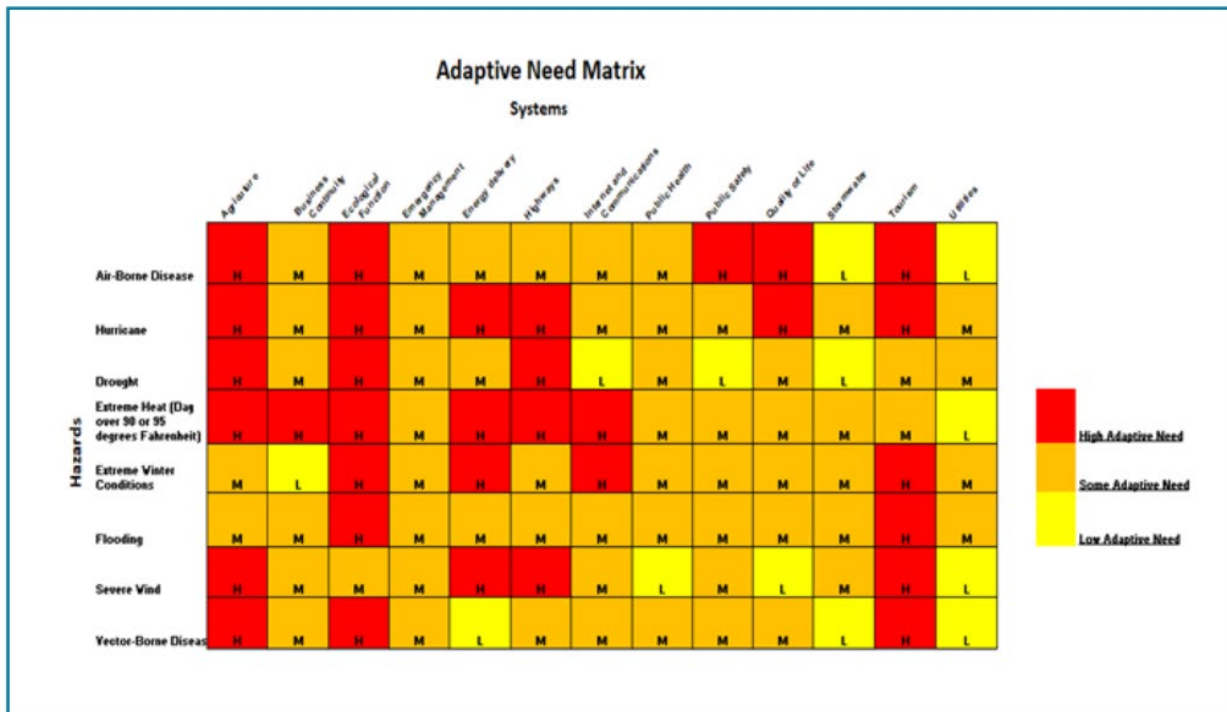 Adaptive Need Matrix
Systems
Agriculture
Business
Continuity
Ecological
Function
Emergency
Management
Energy delivery
Highways
Internet and
Communications
Public Health
Public Safety
Quality of Life
Stormwater
Tourism
Utilities
Hazards
Air-Borne Disease H M H M M M M M H H L H L
Hurricane H M H M H H M M M H M H M
Drought H M H M M H L M L M L M M
Extreme Heat (Day
over 90 or 95
degrees Fahrenheit) H H H M H H H M M M M M L
Extreme Winter
Conditions M L H M H M H M M M M H M
Flooding M M H M M M M M M M M H M
Severe Wind H M M M H H M L M L M H L
Vector-Borne Diseas H M H M L M M M M M L H L
High Adaptive Need
Some Adaptive Need
Low Adaptive Need